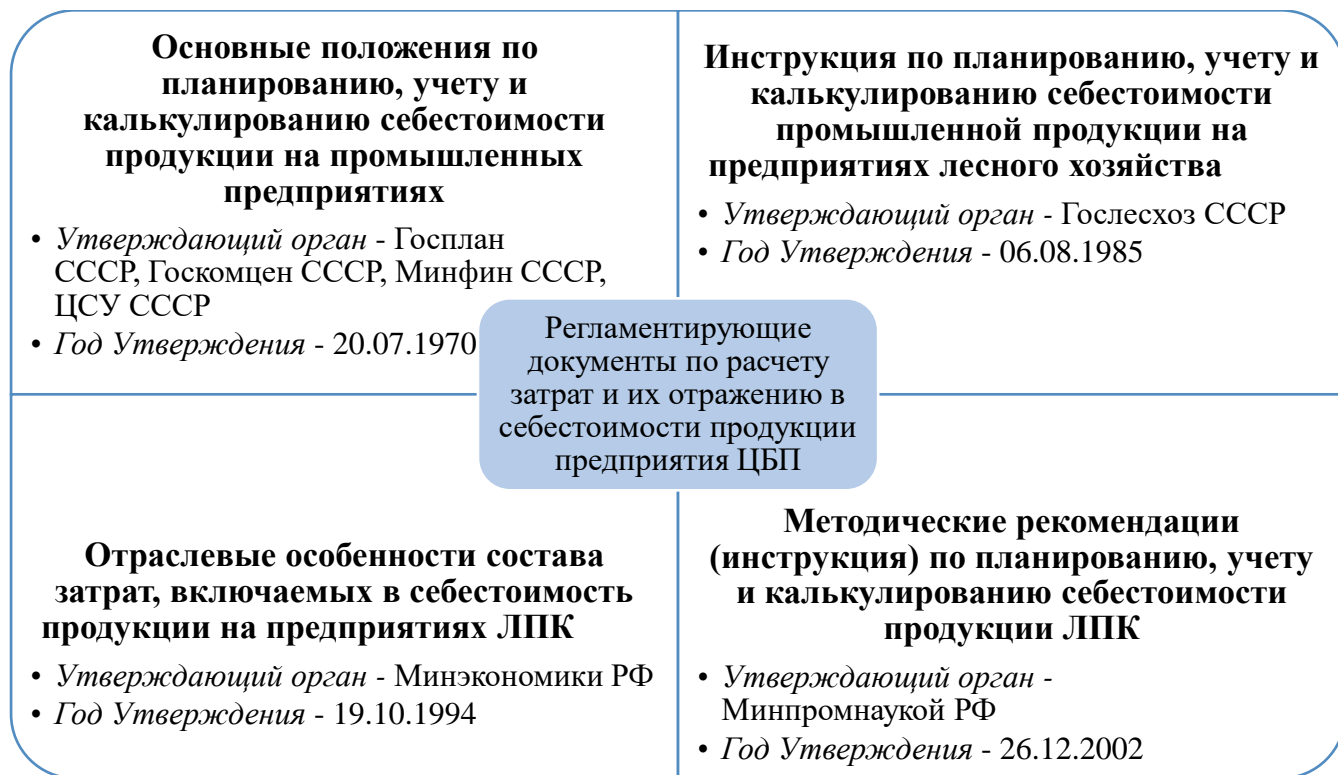 Основные положения по
планированию, учету и
калькулированию себестоимости
продукции на промышленных
предприятиях
• Утверждающий орган - Госплан
СССР, Госкомцен СССР, Минфин СССР,
ЦСУ СССР
• Год Утверждения - 20.07.1970
Инструкция по планированию, учету и
калькулированию себестоимости
промышленной продукции на
предприятиях лесного хозяйства
• Утверждающий орган - Гослесхоз СССР
• Год Утверждения - 06.08.1985
Регламентирующие
документы по расчету
затрат и их отражению в
себестоимости продукции
предприятия ЦБП
Отраслевые особенности состава
затрат, включаемых в себестоимость
продукции на предприятиях ЛПК
• Утверждающий орган - Минэкономики РФ
• Год Утверждения - 19.10.1994
Методические рекомендации
(инструкция) по планированию, учету
и калькулированию себестоимости
продукции ЛПК
• Утверждающий орган -
Минпромнаукой РФ
• Год Утверждения - 26.12.2002